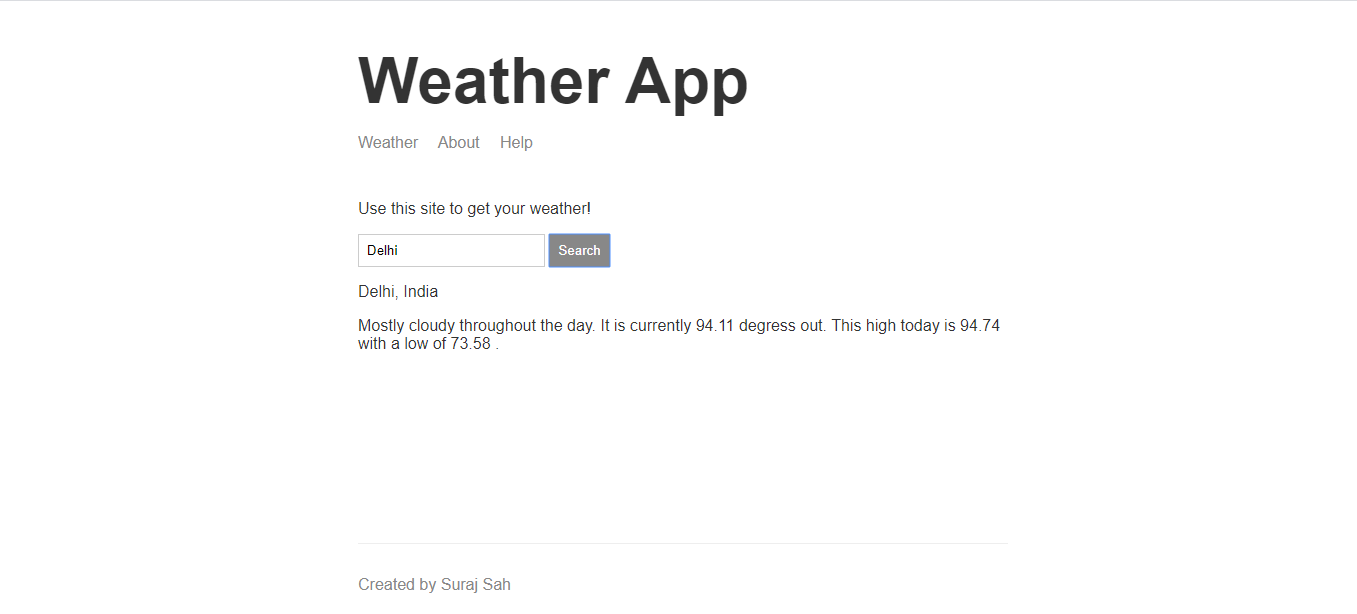 Weather App
Weather About Help
Use this site to get your weather!
Delhi Search
Delhi, India
Mostly cloudy throughout the day. It is currently 94.11 degress out. This high today is 94.74
with a low of 73.58 .
Created by Suraj Sah